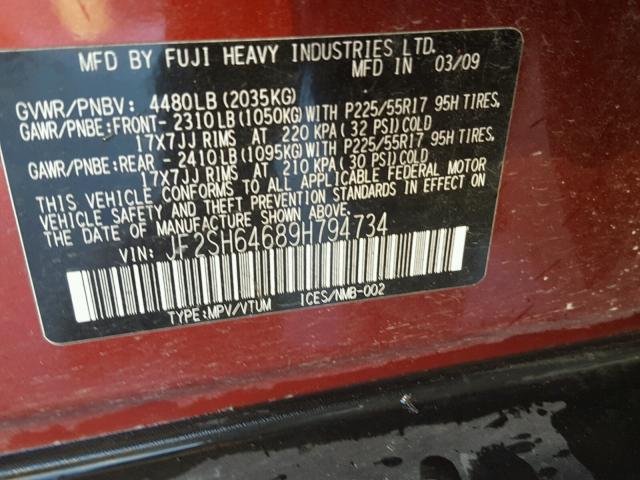 MFD BY FUJI HEAVY INDUSTRIES LTD.
MFD IN 03/09
GVWR/PNBV: 4480LB (2035KG)
GAWR/PNBE:FRONT- 2310LB(1050KG)WITH P225/55R17 95H TIRES,
17X7JJ RIMS AT 220 KPA(32 PSI)COLD
GAWR/PNBE:REAR - 2410LB(1095KG)WITH P225/55R17 95H TIRES,
17X7JJ RIMS AT 210 KPA(30 PSI)COLD
THIS VEHICLE CONFORMS TO ALL APPLICABLE FEDERAL MOTOR
VEHICLE SAFETY AND THEFT PREVENTION STANDARDS IN EFFECT ON
THE DATE OF MANUFACTURE SHOWN ABOVE.
VIN: JF2SH64689H794734
TYPE:MPV/VTUM ICES/NMB-002